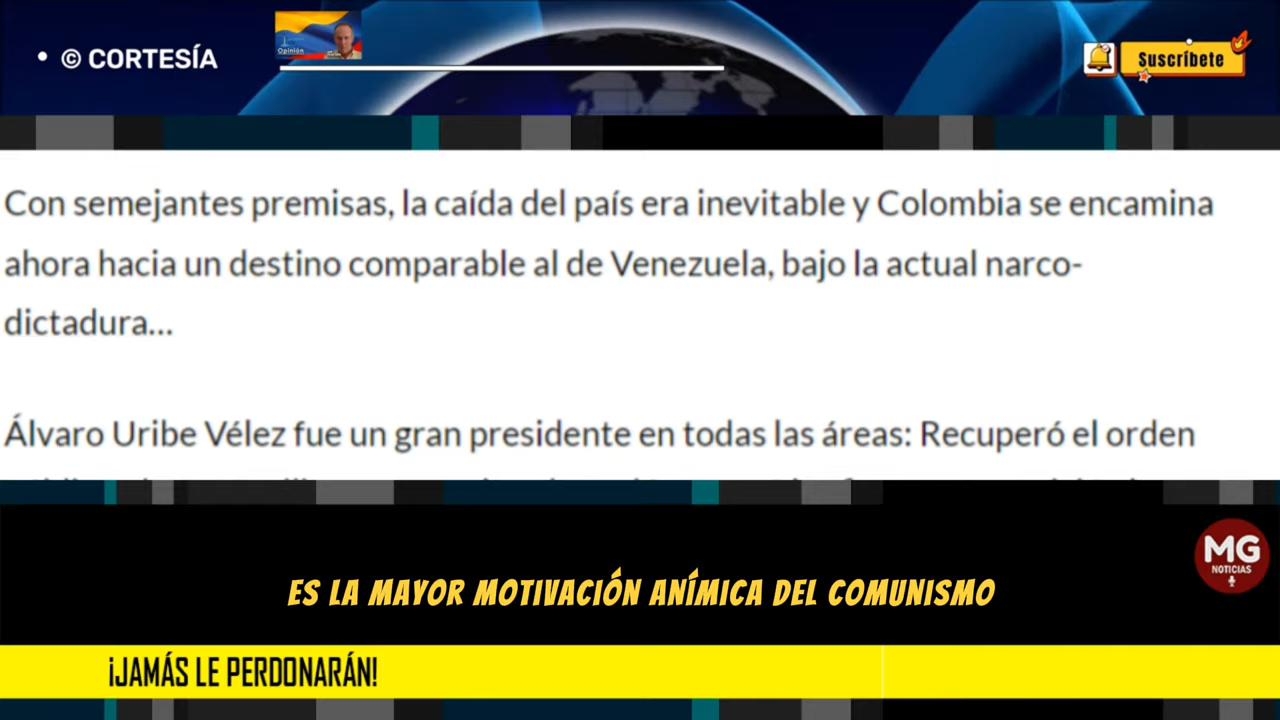 • © CORTESÍA
Opinión
Suscríbete
Con semejantes premisas, la caída del país era inevitable y Colombia se encamina
ahora hacia un destino comparable al de Venezuela, bajo la actual narco-
dictadura...
Álvaro Uribe Vélez fue un gran presidente en todas las áreas: Recuperó el orden
MG
NOTICIAS
ES LA MAYOR MOTIVACIÓN ANÍMICA DEL COMUNISMO
¡JAMÁS LE PERDONARÁN!